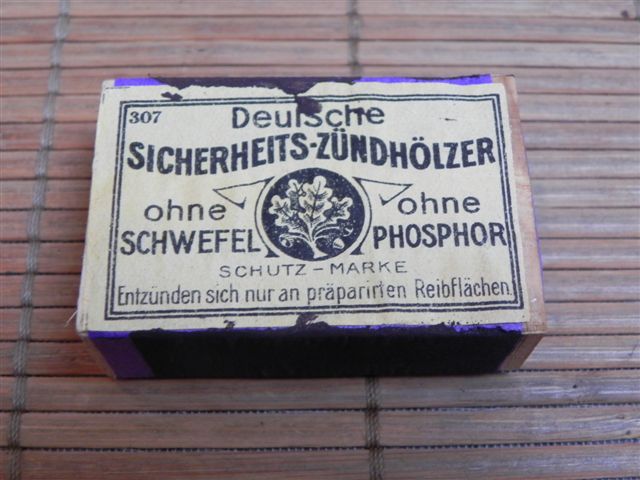 307
Deutsche
SICHERHEITS-ZÜNDHÖLZER
ohne ohne
SCHWEFEL PHOSPHOR
SCHUTZ-MARKE
Entzünden sich nur an präparirten Reibflächen.